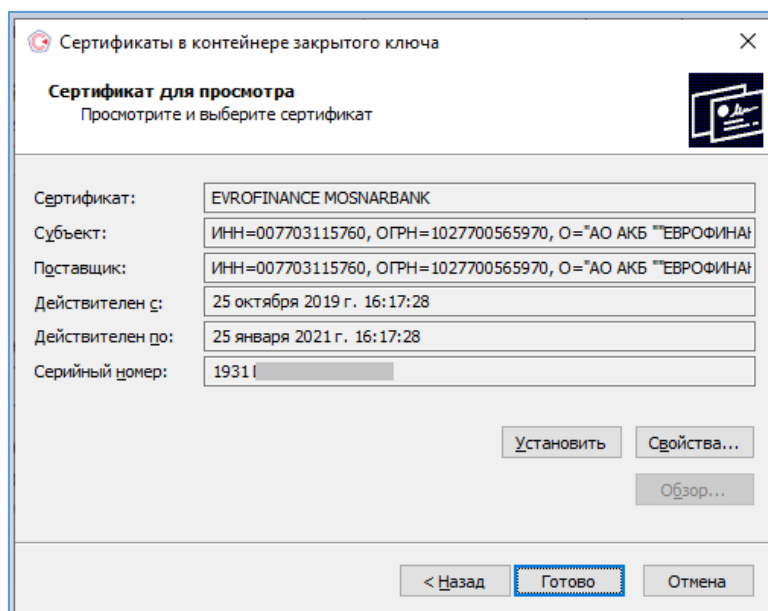 Сертификаты в контейнере закрытого ключа
Сертификат для просмотра
Просмотрите и выберите сертификат
Сертификат: EVROFINANCE MOSNARBANK
Субъект: ИНН=007703115760, ОГРН=1027700565970, O="АО АКБ ""ЕВРОФИНАН
Поставщик: ИНН=007703115760, ОГРН=1027700565970, O="АО АКБ ""ЕВРОФИНАН
Действителен с: 25 октября 2019 г. 16:17:28
Действителен по: 25 января 2021 г. 16:17:28
Серийный номер: 1931
Установить Свойства...
Обзор...
< Назад Готово Отмена